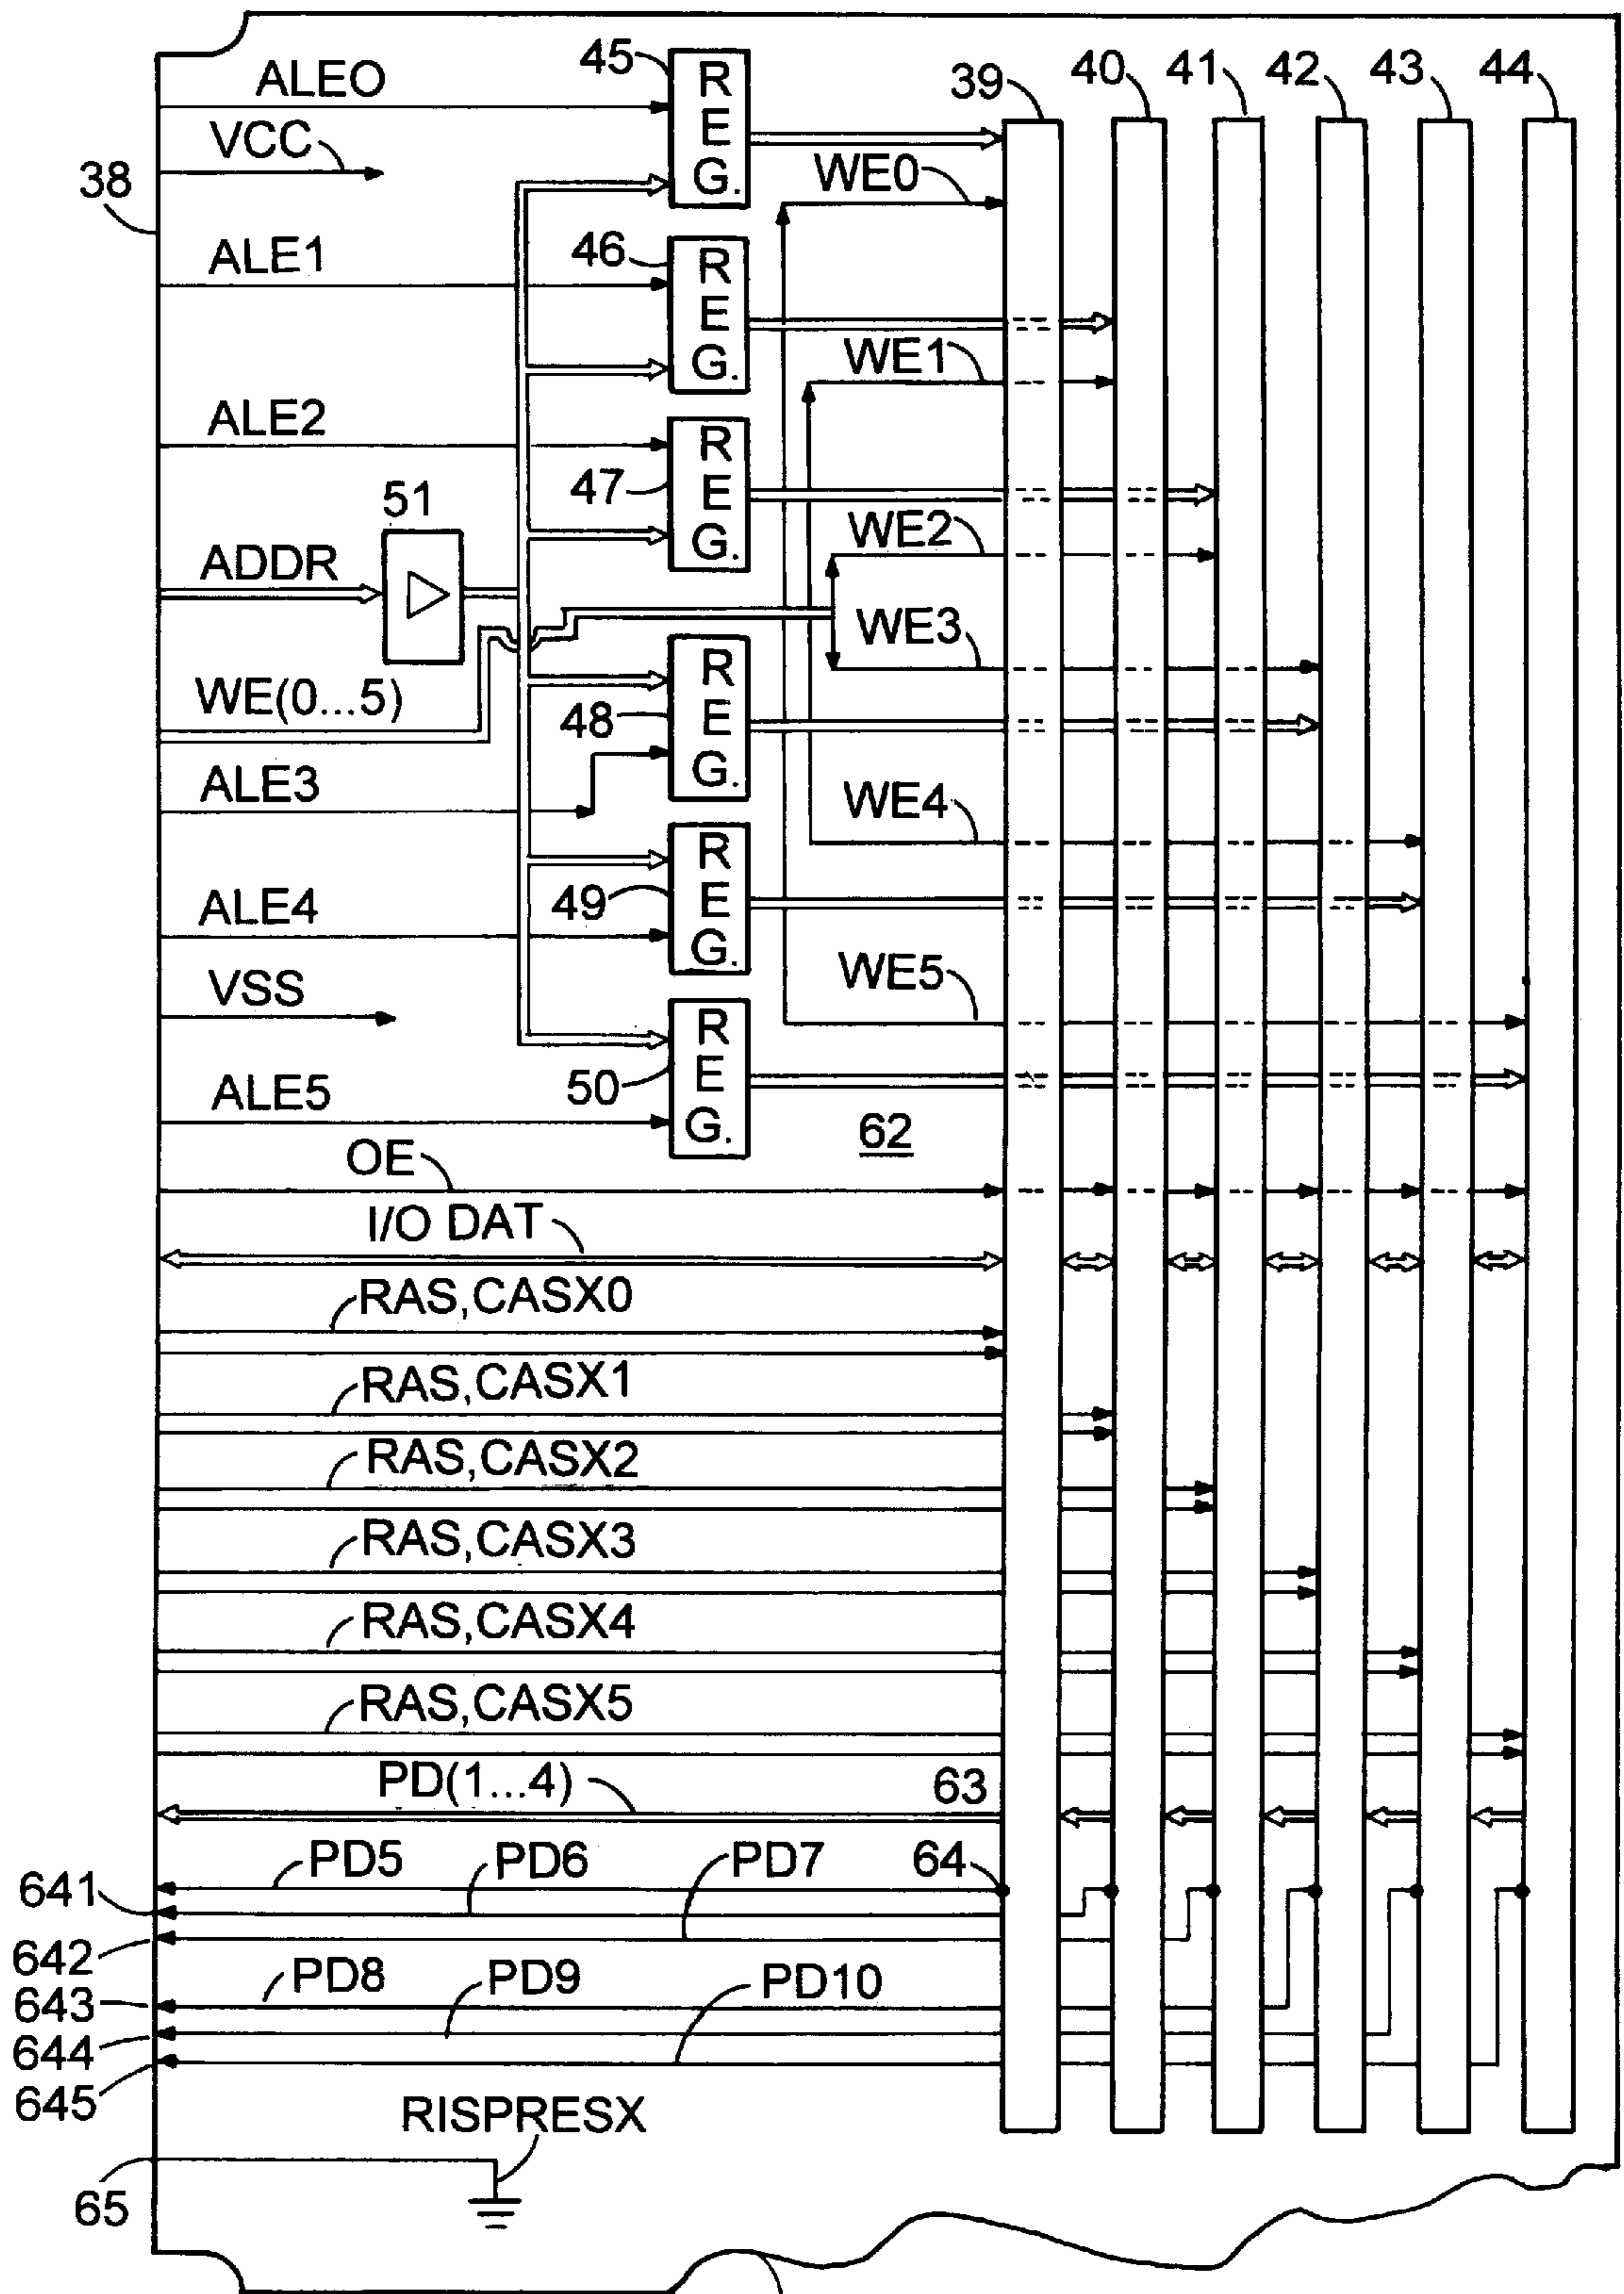 45
39
40
41
42
43
44
ALEO
R
E
G.
VCC
38
WE0
ALE1
46
R
E
G.
WE1
ALE2
47
R
E
G.
51
WE2
ADDR
WE3
WE(0...5)
48
R
E
G.
ALE3
WE4
49
R
E
G.
ALE4
WE5
VSS
50
R
E
G.
ALE5
62
OE
I/O DAT
RAS,CASX0
RAS,CASX1
RAS,CASX2
RAS,CASX3
RAS,CASX4
RAS,CASX5
PD(1...4)
63
PD5
PD6
PD7
64
641
642
PD8
PD9
PD10
643
644
645
RISPRESX
65